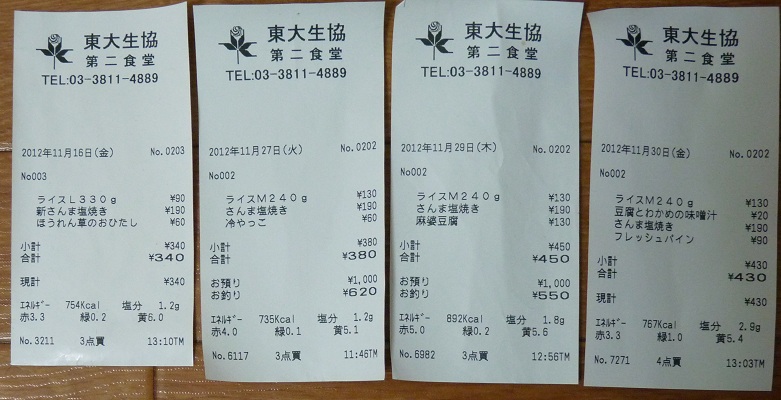 東大生協
第二食堂
TEL:03-3811-4889
2012年11月16日(金) No.0203
No003
ライスL330g ¥90
新さんま塩焼き ¥190
ほうれん草のおひたし ¥60
小計 ¥340
合計 ¥340
現計 ¥340
ｴﾈﾙｷﾞｰ 754Kcal 塩分 1.2g
赤3.3 緑0.2 黄6.0
No.3211 3点買 13:10TM
東大生協
第二食堂
TEL:03-3811-4889
2012年11月27日(火) No.0202
No002
ライスM240g ¥130
さんま塩焼き ¥190
冷やっこ ¥60
小計 ¥380
合計 ¥380
お預り ¥1,000
お釣り ¥620
ｴﾈﾙｷﾞｰ 735Kcal 塩分 1.2g
赤4.0 緑0.1 黄5.1
No.6117 3点買 11:46TM
東大生協
第二食堂
TEL:03-3811-4889
2012年11月29日(木) No.0202
No002
ライスM240g ¥130
さんま塩焼き ¥190
麻婆豆腐 ¥130
小計 ¥450
合計 ¥450
お預り ¥1,000
お釣り ¥550
ｴﾈﾙｷﾞｰ 892Kcal 塩分 1.8g
赤5.0 緑0.2 黄5.6
No.6982 3点買 12:56TM
東大生協
第二食堂
TEL:03-3811-4889
2012年11月30日(金) No.0202
No002
ライスM240g ¥130
豆腐とわかめの味噌汁 ¥20
さんま塩焼き ¥190
フレッシュパイン ¥90
小計 ¥430
合計 ¥430
現計 ¥430
ｴﾈﾙｷﾞｰ 767Kcal 塩分 2.9g
赤3.3 緑1.0 黄5.4
No.7271 4点買 13:03TM